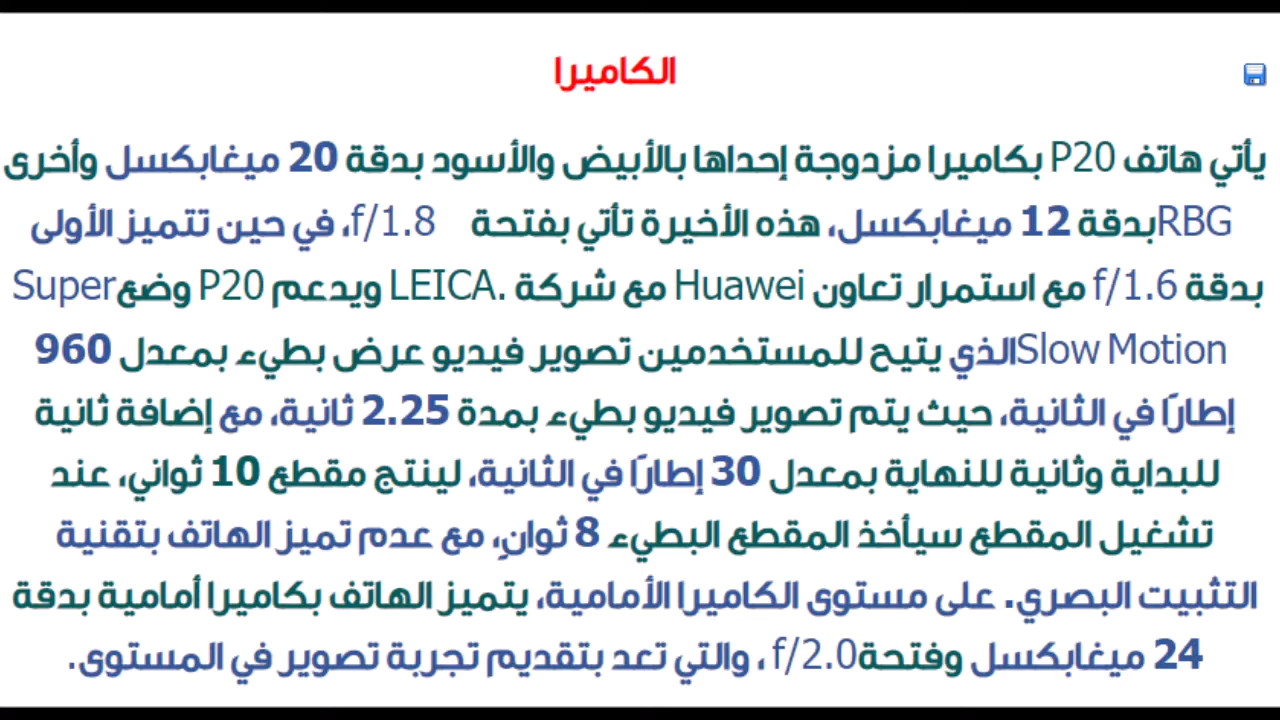 الكاميرا
يأتي هاتف P20 بكاميرا مزدوجة إحداها بالأبيض والأسود بدقة 20 ميغابكسل وأخرى
RBG بدقة 12 ميغابكسل، هذه الأخيرة تأتي بفتحة f/1.8، في حين تتميز الأولى
بدقة f/1.6 مع استمرار تعاون Huawei مع شركة .LEICA ويدعم P20 وضع Super
Slow Motion الذي يتيح للمستخدمين تصوير فيديو عرض بطيء بمعدل 960
إطارًا في الثانية، حيث يتم تصوير فيديو بطيء بمدة 2.25 ثانية، مع إضافة ثانية
للبداية وثانية للنهاية بمعدل 30 إطارًا في الثانية، لينتج مقطع 10 ثواني، عند
تشغيل المقطع سيأخذ المقطع البطيء 8 ثوانٍ، مع عدم تميز الهاتف بتقنية
التثبيت البصري. على مستوى الكاميرا الأمامية، يتميز الهاتف بكاميرا أمامية بدقة
24 ميغابكسل وفتحة f/2.0 ، والتي تعد بتقديم تجربة تصوير في المستوى.